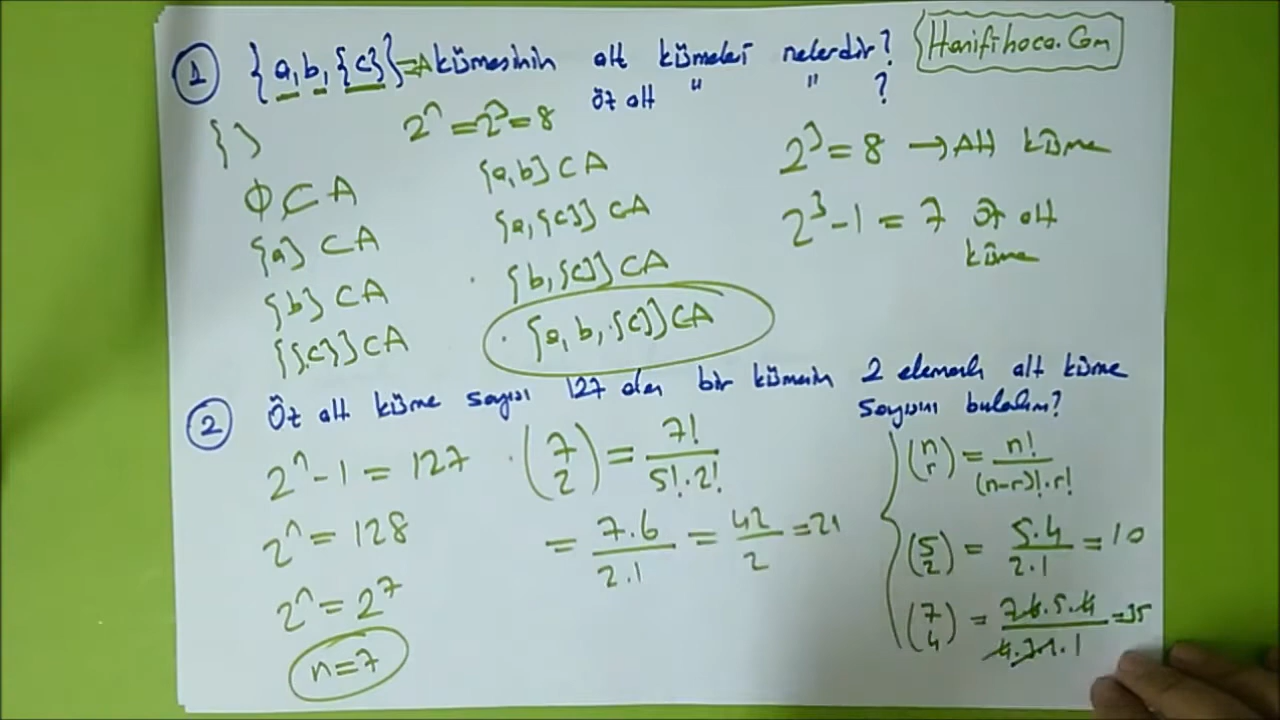 1 {a, b, {c}}=A kümesinin alt kümeleri nelerdir?
Öz alt " " ?
Hanifihoca.Com
{ }
2^n = 2^3 = 8
∅ ⊂ A
{a} ⊂ A
{b} ⊂ A
{{c}} ⊂ A
{a,b} ⊂ A
{a,{c}} ⊂ A
{b,{c}} ⊂ A
{a, b, {c}} ⊂ A
2^3 = 8 → Alt küme
2^3 - 1 = 7 Öz alt
küme
2 Öz alt küme sayısı 127 olan bir kümenin 2 elemanlı alt küme
sayısını bulalım?
2^n - 1 = 127
2^n = 128
2^n = 2^7
n = 7
(7 2) = 7! / 5!.2!
= 7.6 / 2.1 = 42 / 2 = 21
(n r) = n! / (n-r)!.r!
(5 2) = 5.4 / 2.1 = 10
(7 4) = 7.6.5.4 / 4.3.2.1 = 35